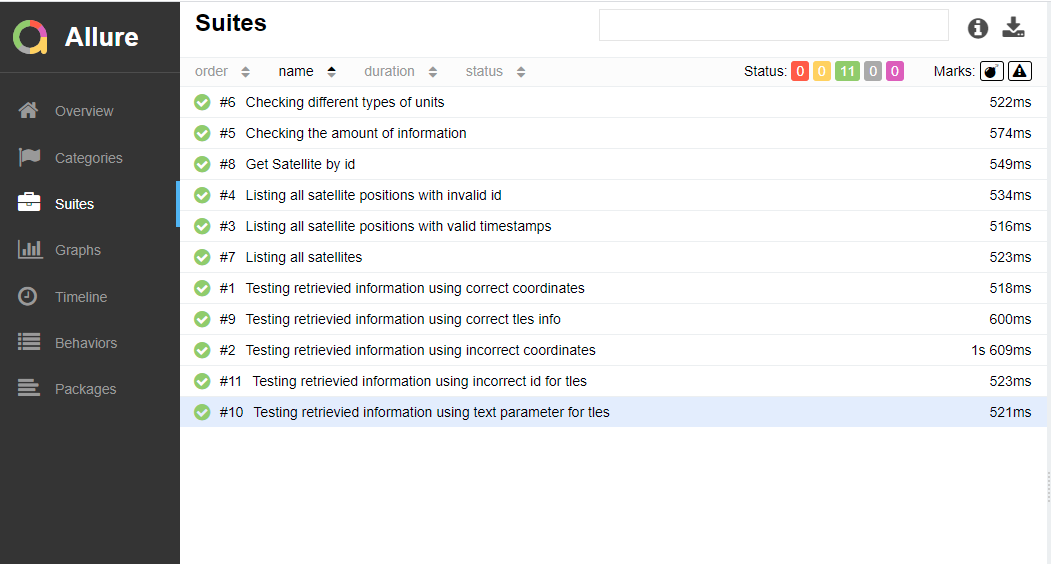 Allure
Suites
order name duration status Status: 0 0 11 0 0 Marks:
Overview
Categories
Suites
Graphs
Timeline
Behaviors
Packages
#6 Checking different types of units 522ms
#5 Checking the amount of information 574ms
#8 Get Satellite by id 549ms
#4 Listing all satellite positions with invalid id 534ms
#3 Listing all satellite positions with valid timestamps 516ms
#7 Listing all satellites 523ms
#1 Testing retrievied information using correct coordinates 518ms
#9 Testing retrievied information using correct tles info 600ms
#2 Testing retrievied information using incorrect coordinates 1s 609ms
#11 Testing retrievied information using incorrect id for tles 523ms
#10 Testing retrievied information using text parameter for tles 521ms